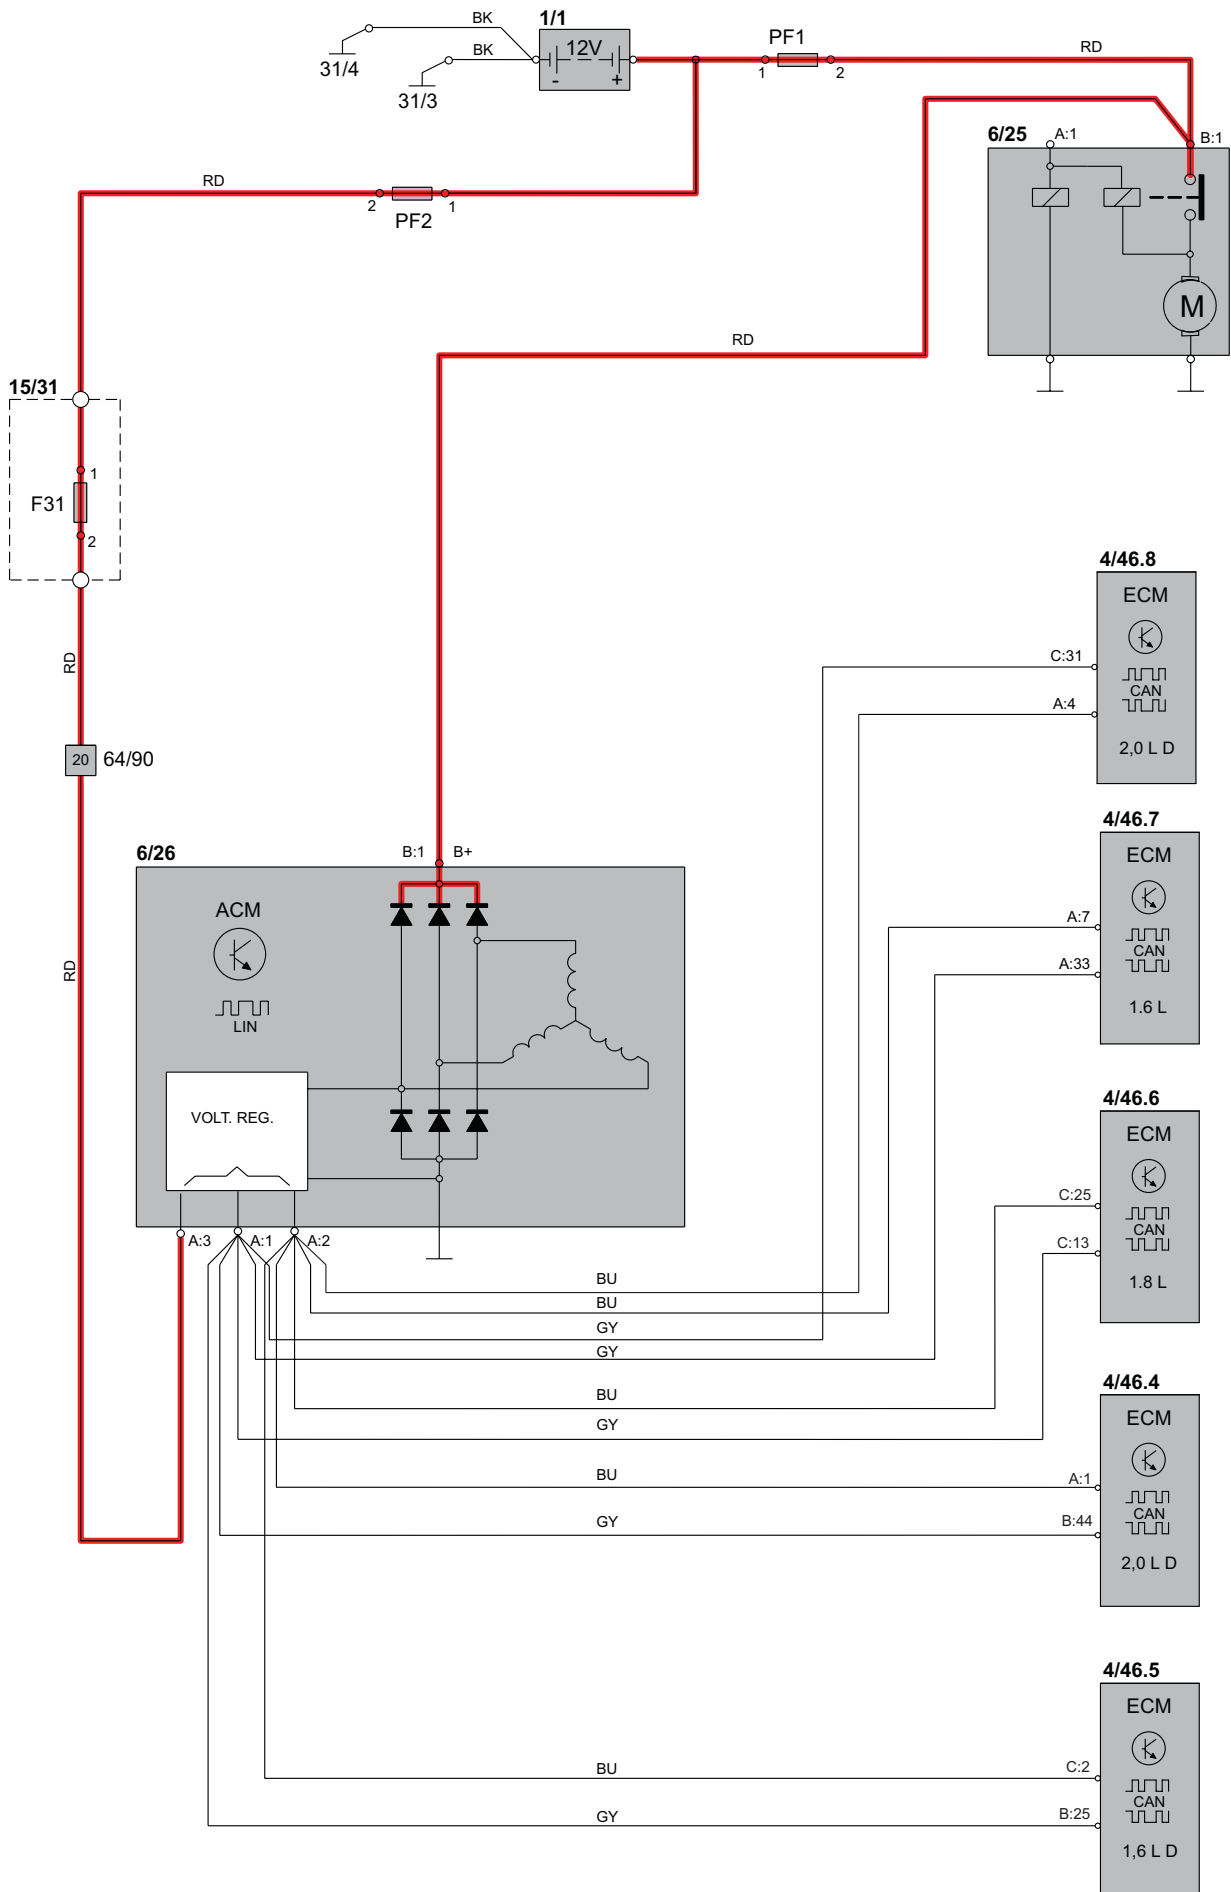 BK
1/1
12V
- +
BK
31/4
31/3
PF1
1 2
RD
6/25
A:1
B:1
M
RD
2 1
PF2
RD
15/31
1
F31
2
RD
20 64/90
RD
4/46.8
ECM
C:31
CAN
A:4
2,0 L D
4/46.7
ECM
A:7
CAN
A:33
1.6 L
6/26
B:1 B+
ACM
LIN
VOLT. REG.
A:3 A:1 A:2
4/46.6
ECM
C:25
CAN
C:13
1.8 L
BU
BU
GY
GY
BU
GY
4/46.4
ECM
BU
A:1
CAN
GY
B:44
2,0 L D
4/46.5
ECM
BU
C:2
CAN
GY
B:25
1,6 L D